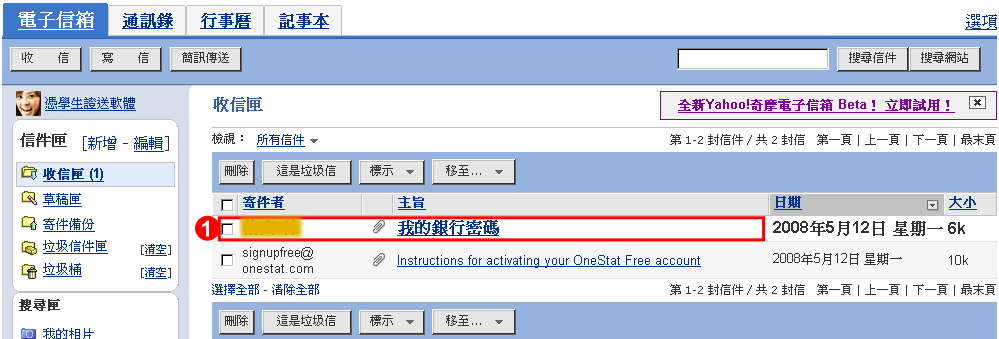 電子信箱 通訊錄 行事曆 記事本 選項
收 信 寫 信 簡訊傳送 搜尋信件 搜尋網站
憑學生證送軟體
收信匣
全新Yahoo!奇摩電子信箱 Beta! 立即試用!
信件匣 [新增 - 編輯]
檢視: 所有信件
第 1-2 封信件 / 共 2 封信 第一頁 | 上一頁 | 下一頁 | 最末頁
收信匣 (1)
刪除 這是垃圾信 標示 移至...
草稿匣
寄件者 主旨 日期 大小
寄件備份
1 我的銀行密碼 2008年5月12日 星期一 6k
垃圾信件匣 [清空]
signupfree@
onestat.com Instructions for activating your OneStat Free account 2008年5月12日 星期一 10k
垃圾桶 [清空]
選擇全部 - 清除全部 第 1-2 封信件 / 共 2 封信 第一頁 | 上一頁 | 下一頁 | 最末頁
搜尋匣
刪除 這是垃圾信 標示 移至...
我的相片